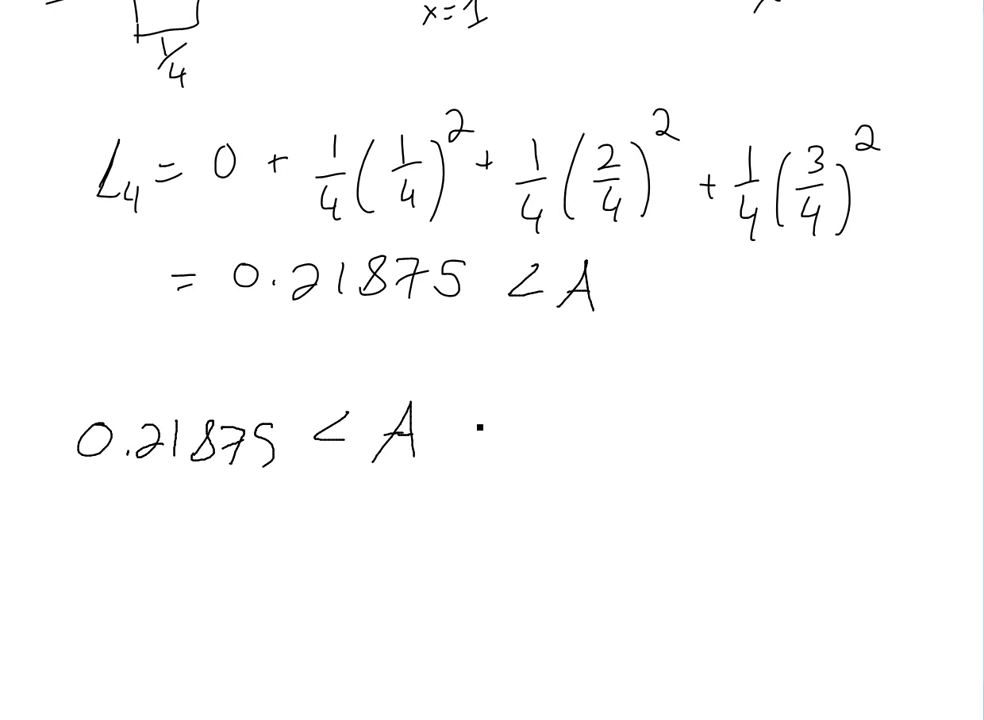 x=1
1/4
L₄ = 0 + 1/4 (1/4)² + 1/4 (2/4)² + 1/4 (3/4)²
= 0.21875 < A
0.21875 < A